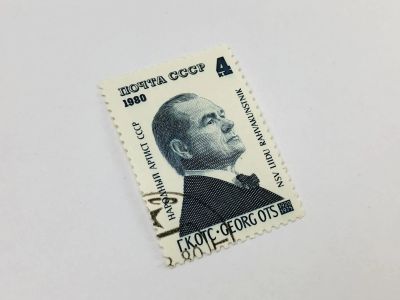 ПОЧТА СССР 4
к
1980
НАРОДНЫЙ АРТИСТ СССР
NSV LIIDU RAHVAKUNSTNIK
Г.К.ОТС·GEORG OTS